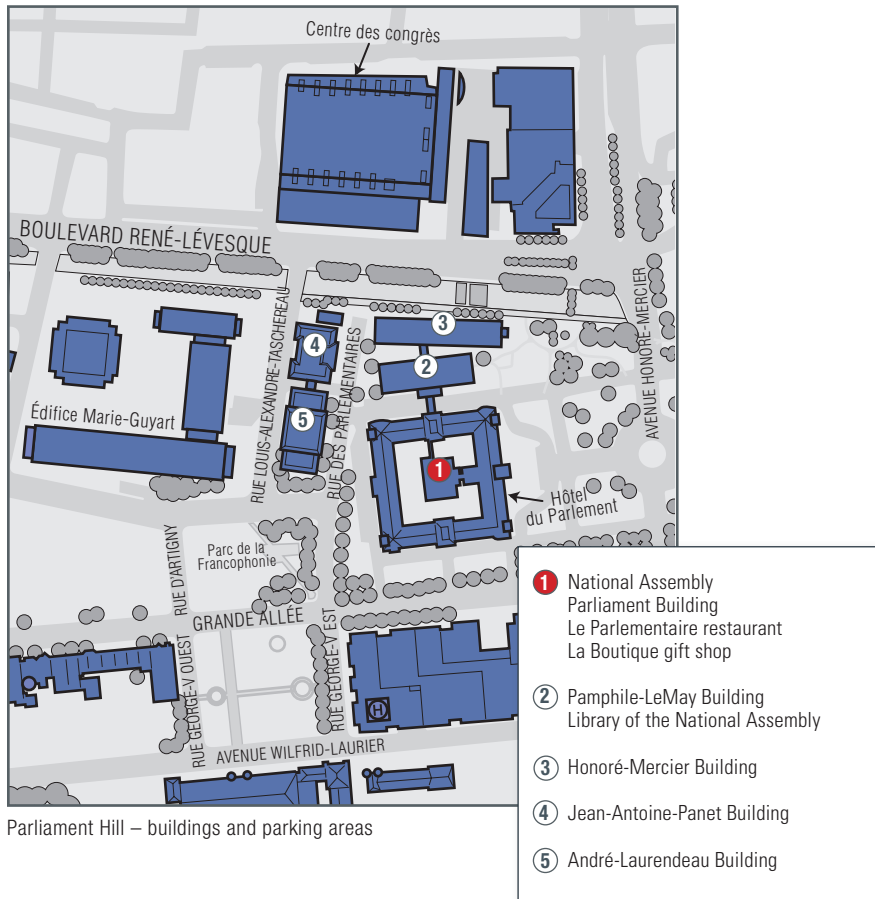 Centre des congrès
BOULEVARD RENÉ-LÉVESQUE
AVENUE HONORÉ-MERCIER
RUE LOUIS-ALEXANDRE-TASCHEREAU
RUE DES PARLEMENTAIRES
3
4
2
Édifice Marie-Guyart
5
1
Hôtel
du Parlement
Parc de la
Francophonie
RUE D'ARTIGNY
GRANDE ALLÉE
RUE GEORGE-V OUEST
RUE GEORGE-V EST
H
AVENUE WILFRID-LAURIER
1 National Assembly
Parliament Building
Le Parlementaire restaurant
La Boutique gift shop
2 Pamphile-LeMay Building
Library of the National Assembly
3 Honoré-Mercier Building
4 Jean-Antoine-Panet Building
5 André-Laurendeau Building
Parliament Hill – buildings and parking areas